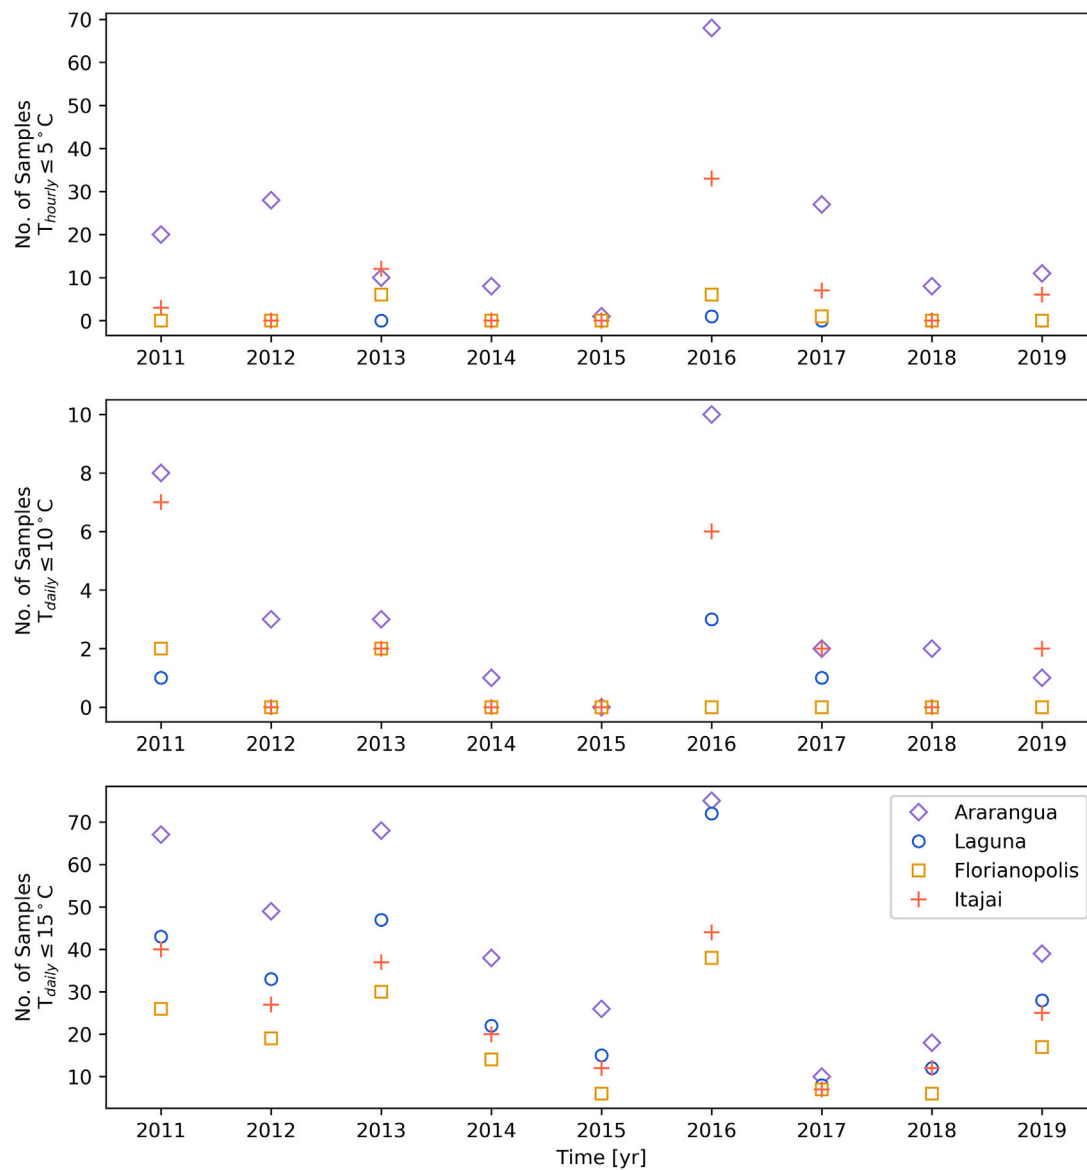 No. of Samples
T_hourly ≤ 5°C
70
60
50
40
30
20
10
0
2011 2012 2013 2014 2015 2016 2017 2018 2019
No. of Samples
T_daily ≤ 10°C
10
8
6
4
2
0
2011 2012 2013 2014 2015 2016 2017 2018 2019
No. of Samples
T_daily ≤ 15°C
70
60
50
40
30
20
10
Ararangua
Laguna
Florianopolis
Itajai
2011 2012 2013 2014 2015 2016 2017 2018 2019
Time [yr]